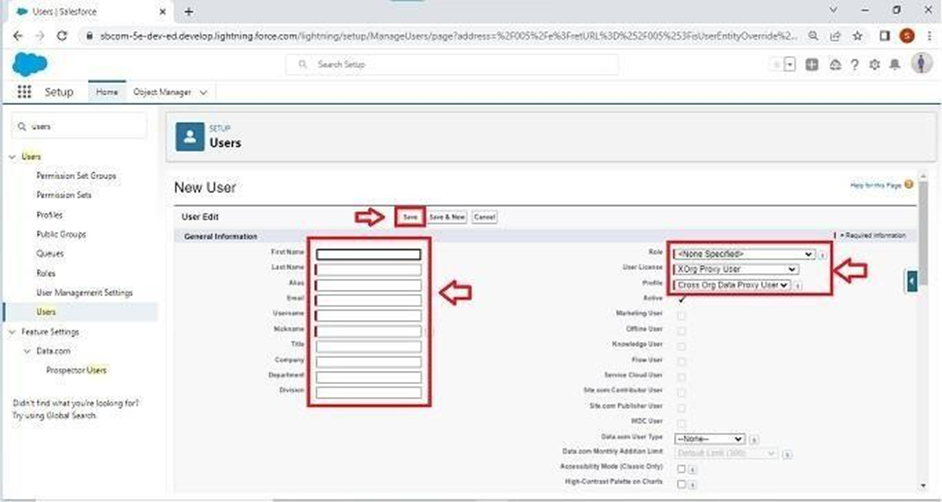 Users | Salesforce
sbcom-5e-dev-ed.develop.lightning.force.com/lightning/setup/ManageUsers/page?address=%2F005%2Fe%3FretURL%3D%252F005%253FisUserEntityOverride%2...
S
Search Setup
Setup
Home
Object Manager
users
SETUP
Users
Users
Permission Set Groups
Permission Sets
Profiles
Public Groups
Queues
Roles
User Management Settings
Users
Feature Settings
Data.com
Prospector Users
Didn't find what you're looking for?
Try using Global Search.
New User
Help for this Page
User Edit
Save
Save & New
Cancel
General Information
= Required Information
First Name
Last Name
Alias
Email
Username
Nickname
Title
Company
Department
Division
Role
<None Specified>
User License
XOrg Proxy User
Profile
Cross Org Data Proxy User
Active
Marketing User
Offline User
Knowledge User
Flow User
Service Cloud User
Site.com Contributor User
Site.com Publisher User
WDC User
Data.com User Type
--None--
Data.com Monthly Addition Limit
Default Limit (300)
Accessibility Mode (Classic Only)
High-Contrast Palette on Charts